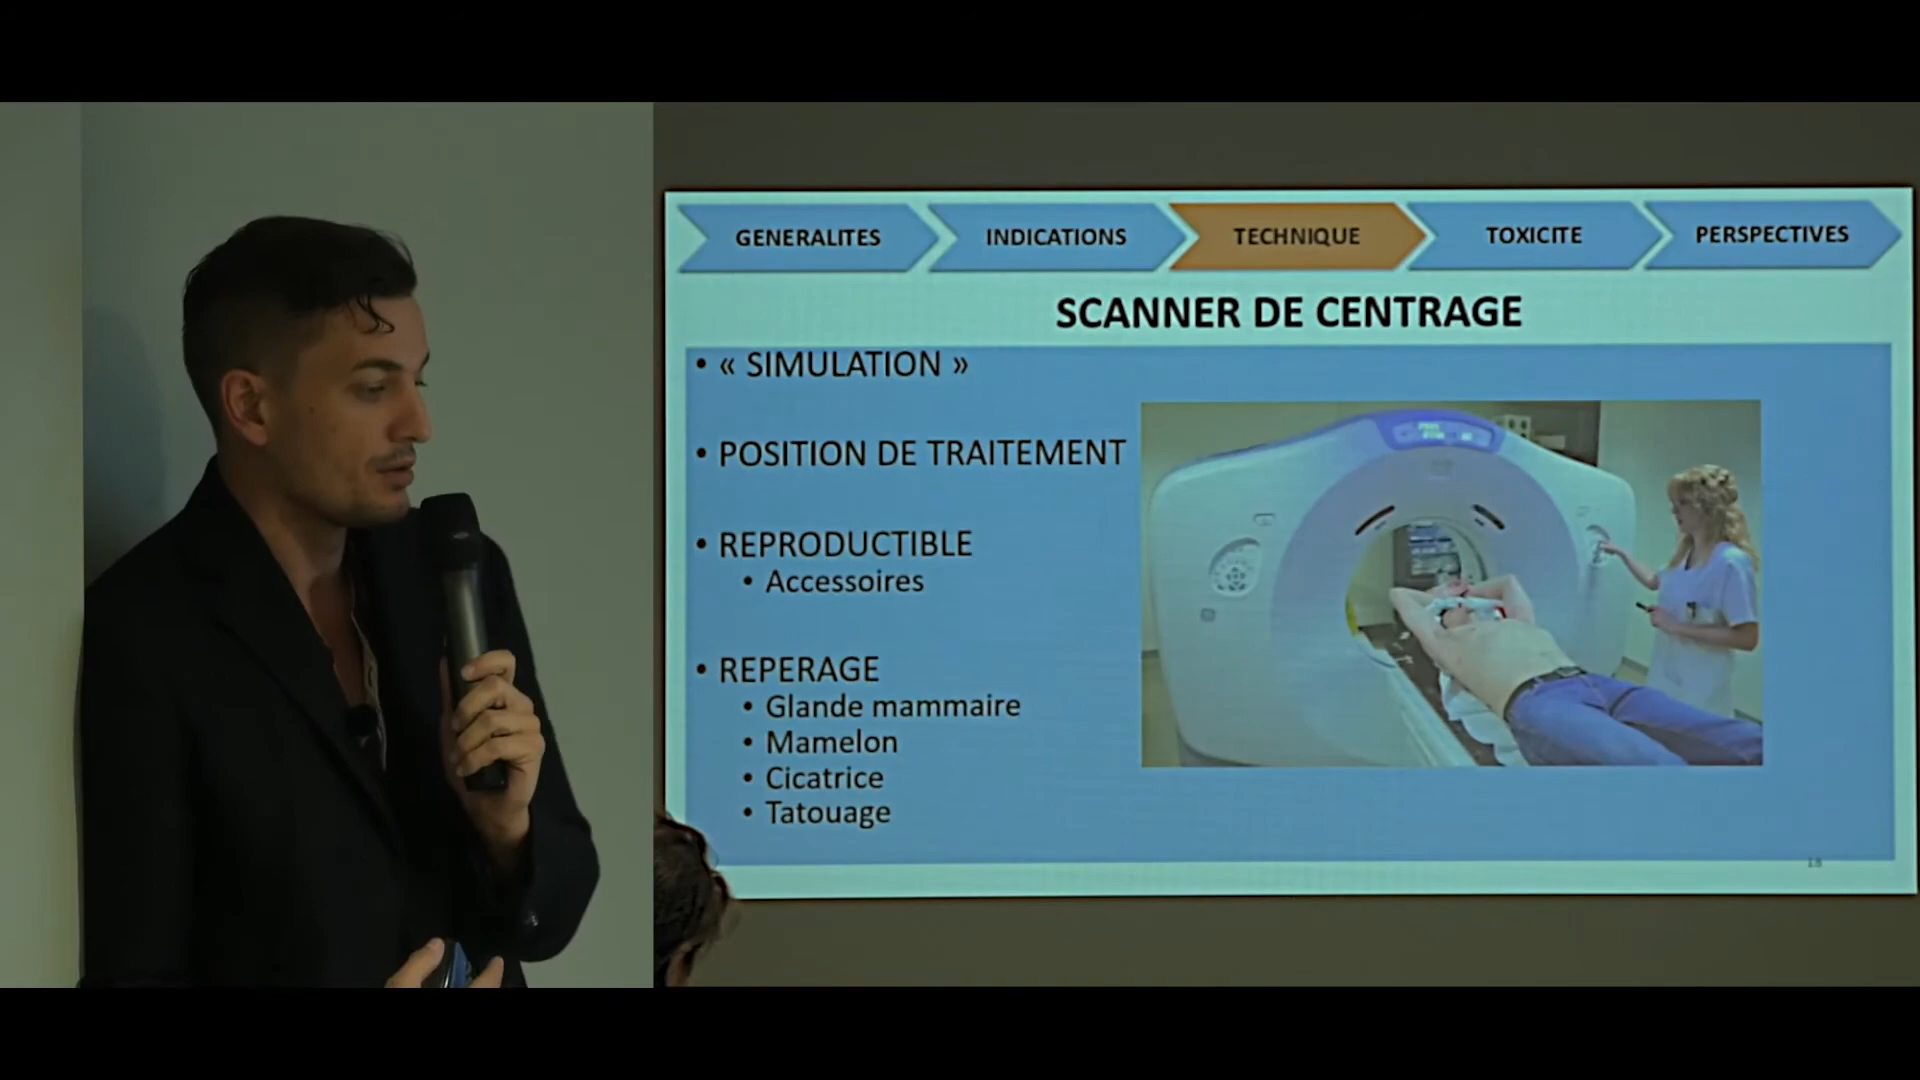 GENERALITES
INDICATIONS
TECHNIQUE
TOXICITE
PERSPECTIVES
SCANNER DE CENTRAGE
• « SIMULATION »
• POSITION DE TRAITEMENT
• REPRODUCTIBLE
• Accessoires
• REPERAGE
• Glande mammaire
• Mamelon
• Cicatrice
• Tatouage
18